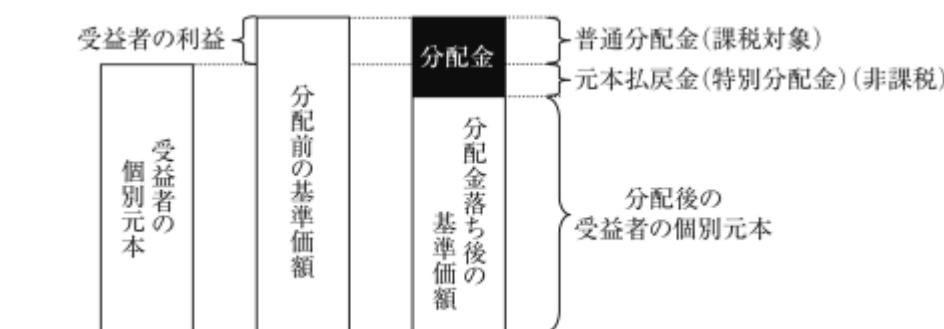 受益者の利益
受益者の
個別元本
分配前の基準価額
分配金
分配金落ち後の
基準価額
普通分配金(課税対象)
元本払戻金(特別分配金)(非課税)
分配後の
受益者の個別元本